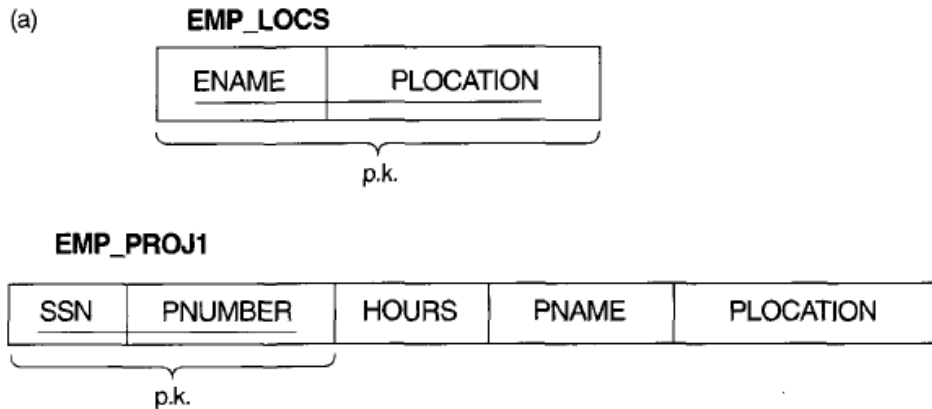 (a) EMP_LOCS
ENAME PLOCATION
p.k.
EMP_PROJ1
SSN PNUMBER HOURS PNAME PLOCATION
p.k.